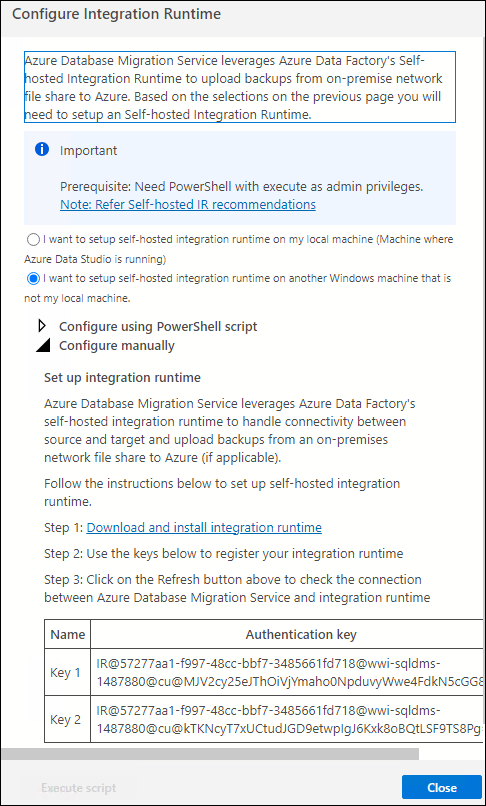 Configure Integration Runtime
Azure Database Migration Service leverages Azure Data Factory's Self-
hosted Integration Runtime to upload backups from on-premise network
file share to Azure. Based on the selections on the previous page you will
need to setup an Self-hosted Integration Runtime.
Important
Prerequisite: Need PowerShell with execute as admin privileges.
Note: Refer Self-hosted IR recommendations
I want to setup self-hosted integration runtime on my local machine (Machine where
Azure Data Studio is running)
I want to setup self-hosted integration runtime on another Windows machine that is
not my local machine.
Configure using PowerShell script
Configure manually
Set up integration runtime
Azure Database Migration Service leverages Azure Data Factory's
self-hosted integration runtime to handle connectivity between
source and target and upload backups from an on-premises
network file share to Azure (if applicable).
Follow the instructions below to set up self-hosted integration
runtime.
Step 1: Download and install integration runtime
Step 2: Use the keys below to register your integration runtime
Step 3: Click on the Refresh button above to check the connection
between Azure Database Migration Service and integration runtime
Name Authentication key
Key 1 IR@57277aa1-f997-48cc-bbf7-3485661fd718@wwi-sqldms-
1487880@cu@MJV2cy25eJThOiVjYmaho0NpduvyWwe4FdkN5cGG8
Key 2 IR@57277aa1-f997-48cc-bbf7-3485661fd718@wwi-sqldms-
1487880@cu@kTKNcyT7xUCtudJGD9etwpIgJ6Kxk8oBQtLSF9TS8Pg
Execute script
Close